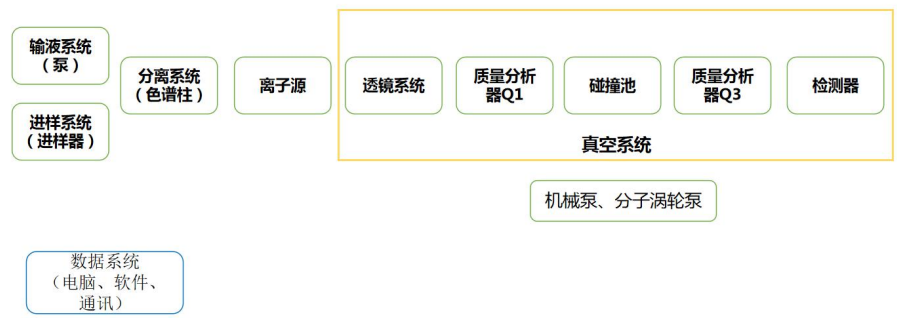 输液系统
（泵）
进样系统
（进样器）
分离系统
（色谱柱）
离子源
透镜系统
质量分析
器Q1
碰撞池
质量分析
器Q3
检测器
真空系统
机械泵、分子涡轮泵
数据系统
（电脑、软件、
通讯）